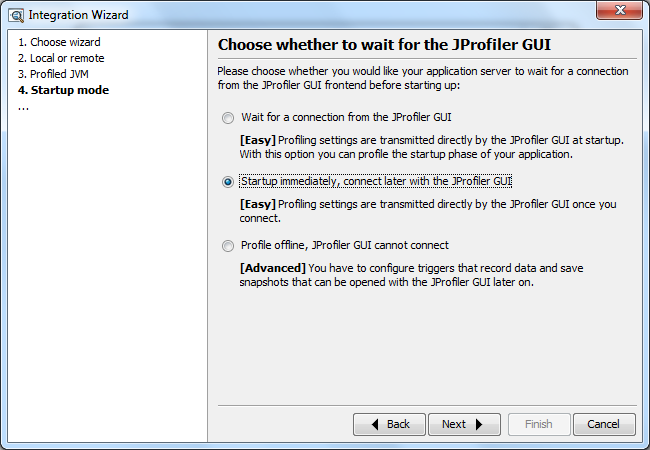 Integration Wizard
1. Choose wizard
2. Local or remote
3. Profiled JVM
4. Startup mode
...
Choose whether to wait for the JProfiler GUI
Please choose whether you would like your application server to wait for a connection
from the JProfiler GUI frontend before starting up:
Wait for a connection from the JProfiler GUI
[Easy] Profiling settings are transmitted directly by the JProfiler GUI at startup.
With this option you can profile the startup phase of your application.
Startup immediately, connect later with the JProfiler GUI
[Easy] Profiling settings are transmitted directly by the JProfiler GUI once you
connect.
Profile offline, JProfiler GUI cannot connect
[Advanced] You have to configure triggers that record data and save
snapshots that can be opened with the JProfiler GUI later on.
Back
Next
Finish
Cancel